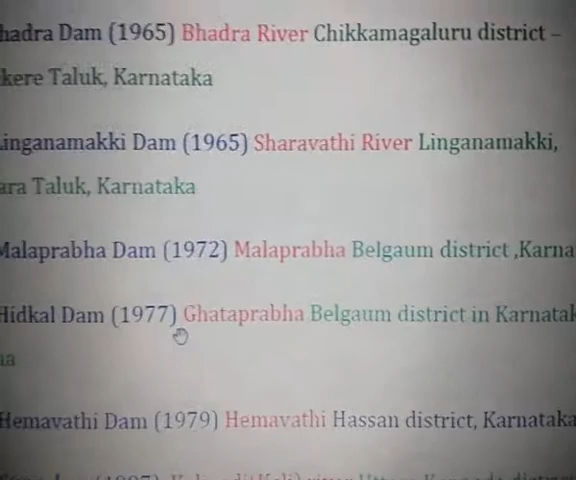 hadra Dam (1965) Bhadra River Chikkamagaluru district –
kere Taluk, Karnataka
inganamakki Dam (1965) Sharavathi River Linganamakki,
ara Taluk, Karnataka
Malaprabha Dam (1972) Malaprabha Belgaum district ,Karna
Hidkal Dam (1977) Ghataprabha Belgaum district in Karnatak
na
Hemavathi Dam (1979) Hemavathi Hassan district, Karnataka